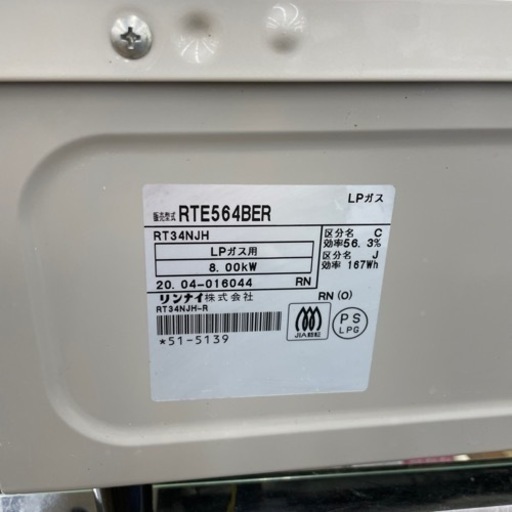 LPガス
販売型式 RTE564BER
RT34NJH
LPガス用
8.00kW
20.04-016044 RN
リンナイ株式会社
RT34NJH-R
*51-5139
区分名 C
効率56.3%
区分名 J
効率 167Wh
RN (O)
JIA認証
PS
LPG